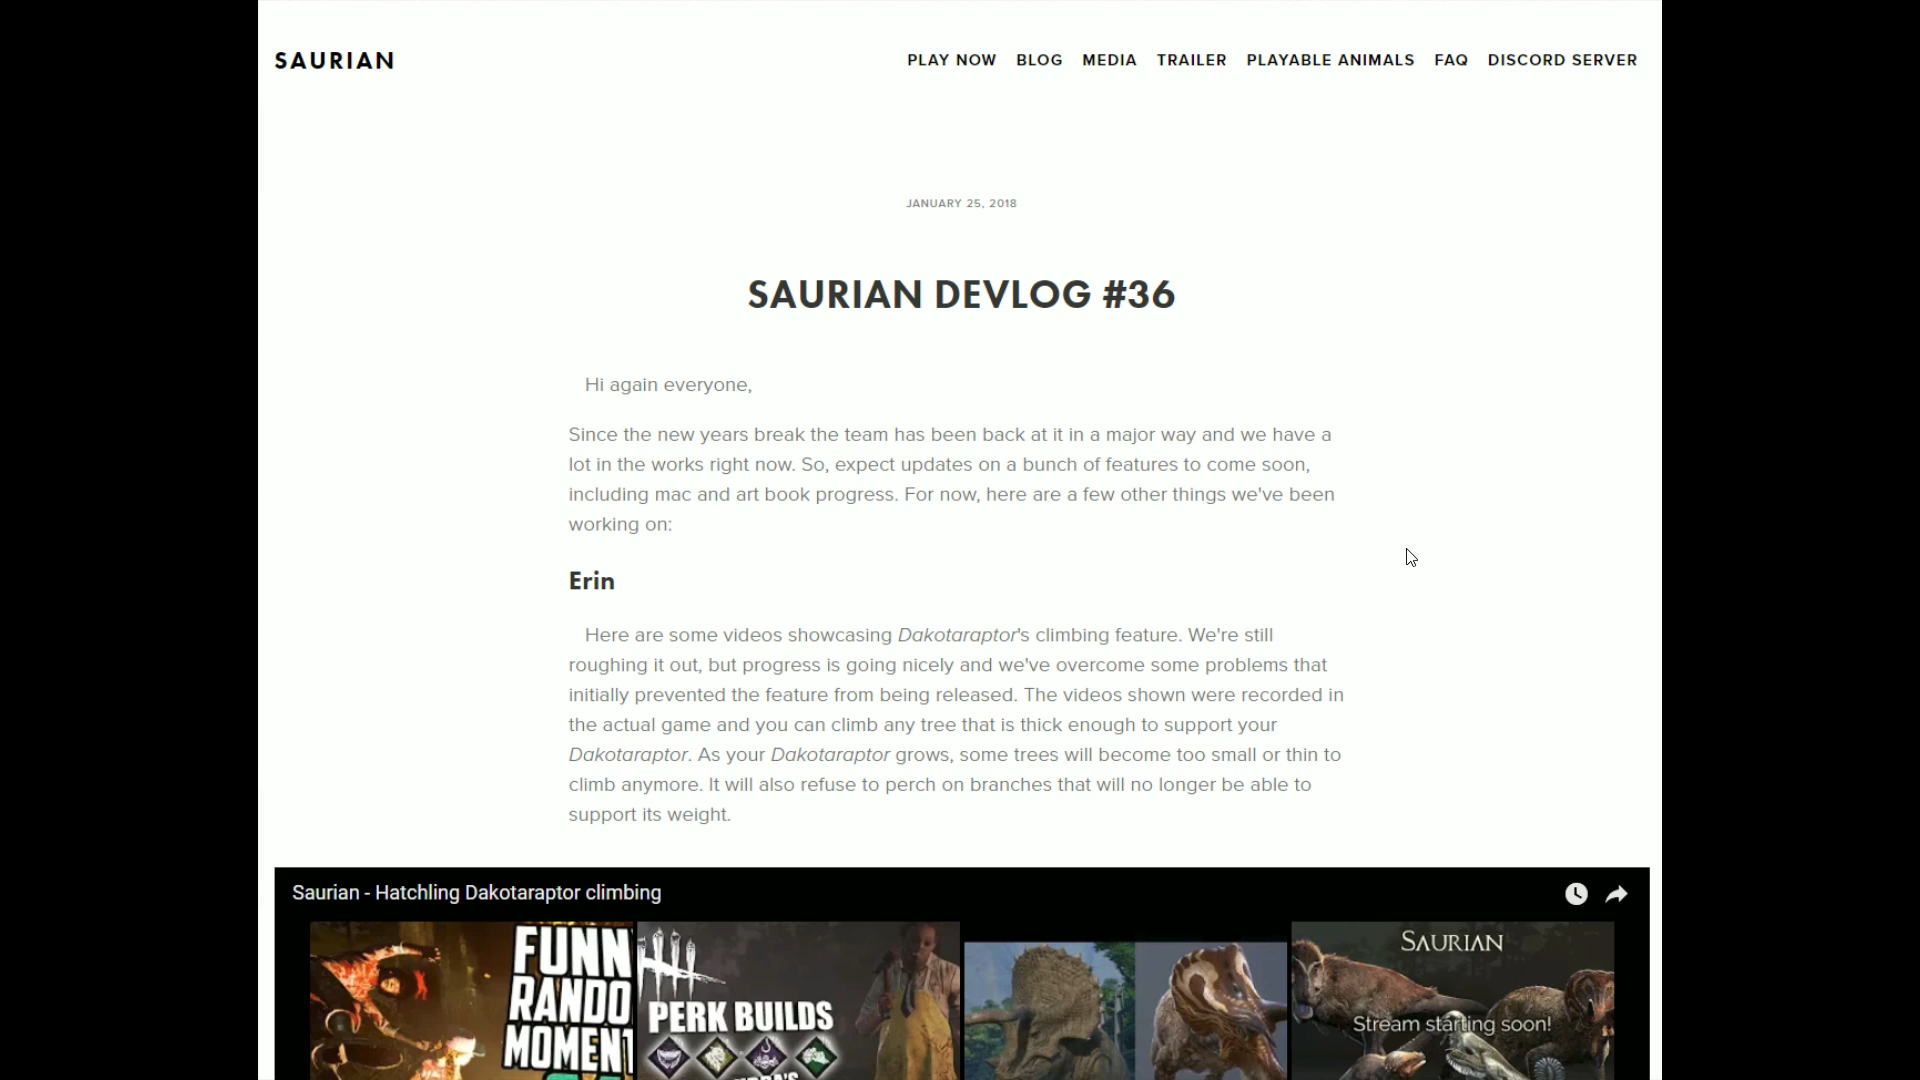 SAURIAN
PLAY NOW BLOG MEDIA TRAILER PLAYABLE ANIMALS FAQ DISCORD SERVER
JANUARY 25, 2018
SAURIAN DEVLOG #36
Hi again everyone,
Since the new years break the team has been back at it in a major way and we have a
lot in the works right now. So, expect updates on a bunch of features to come soon,
including mac and art book progress. For now, here are a few other things we've been
working on:
Erin
Here are some videos showcasing Dakotaraptor's climbing feature. We're still
roughing it out, but progress is going nicely and we've overcome some problems that
initially prevented the feature from being released. The videos shown were recorded in
the actual game and you can climb any tree that is thick enough to support your
Dakotaraptor. As your Dakotaraptor grows, some trees will become too small or thin to
climb anymore. It will also refuse to perch on branches that will no longer be able to
support its weight.
Saurian - Hatchling Dakotaraptor climbing
FUNN
RANDO
MOMENT
PERK BUILDS
SAURIAN
Stream starting soon!